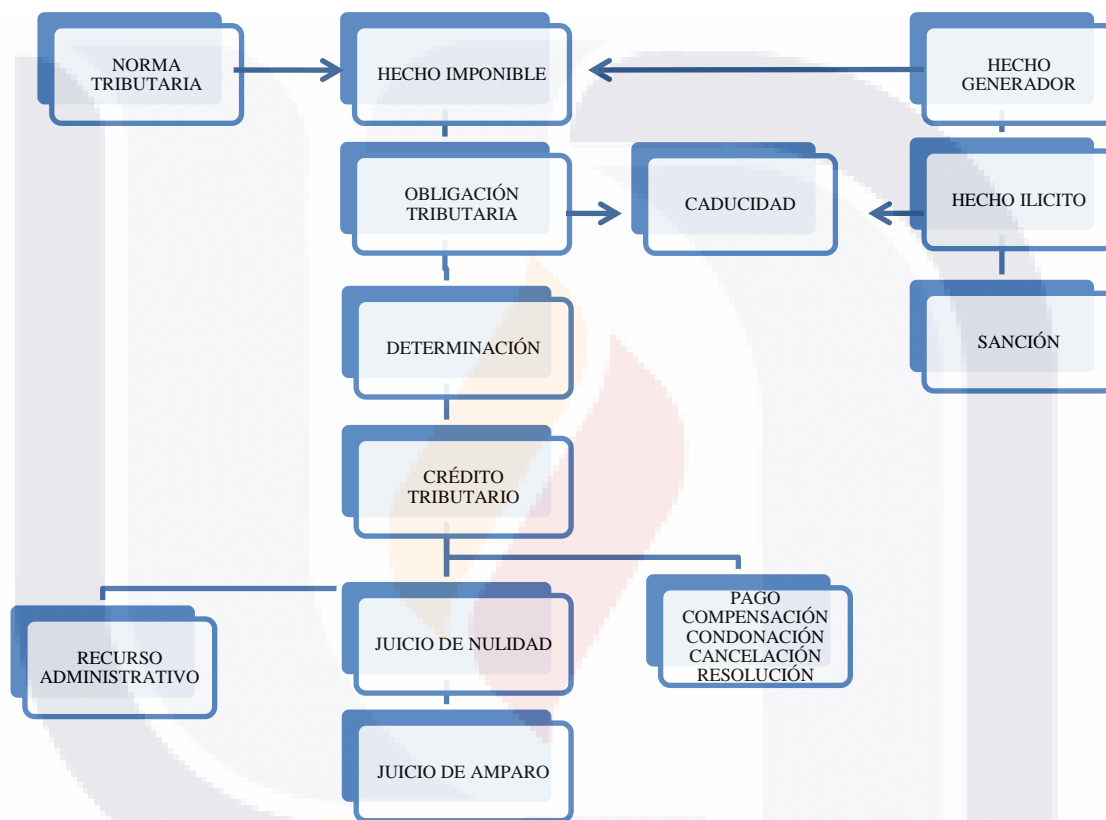 NORMA
TRIBUTARIA
HECHO IMPONIBLE
HECHO
GENERADOR
OBLIGACIÓN
TRIBUTARIA
CADUCIDAD
HECHO ILICITO
DETERMINACIÓN
SANCIÓN
CRÉDITO
TRIBUTARIO
RECURSO
ADMINISTRATIVO
JUICIO DE NULIDAD
PAGO
COMPENSACIÓN
CONDONACIÓN
CANCELACIÓN
RESOLUCIÓN
JUICIO DE AMPARO